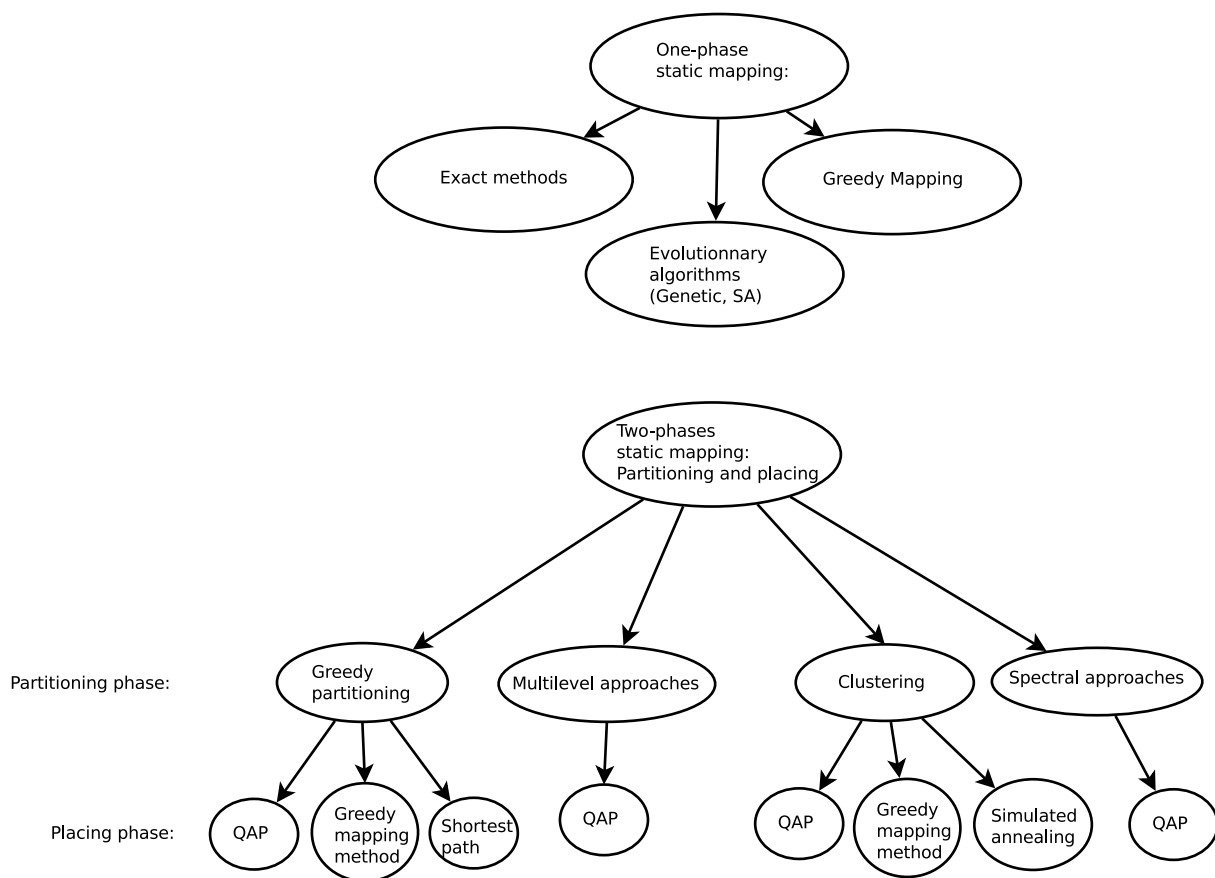 One-phase
static mapping:
Exact methods
Greedy Mapping
Evolutionnary
algorithms
(Genetic, SA)
Two-phases
static mapping:
Partitioning and placing
Partitioning phase:
Greedy
partitioning
Multilevel approaches
Clustering
Spectral approaches
Placing phase:
QAP
Greedy
mapping
method
Shortest
path
QAP
QAP
Greedy
mapping
method
Simulated
annealing
QAP